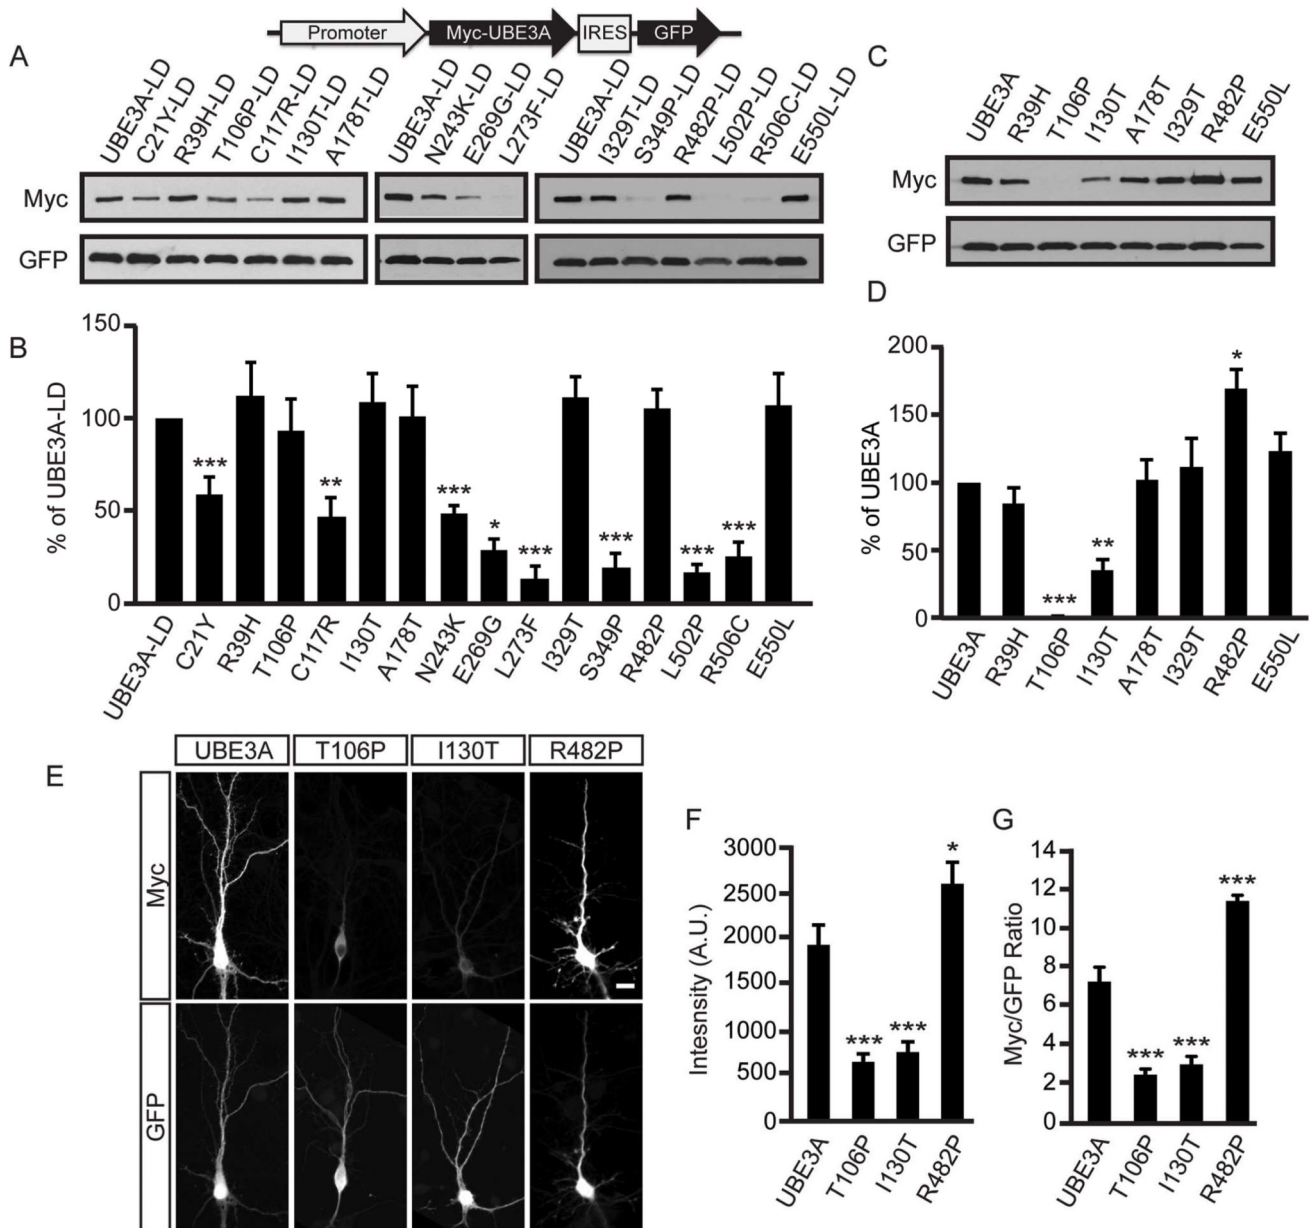 Promoter Myc-UBE3A IRES GFP
A
UBE3A-LD
C21Y-LD
R39H-LD
T106P-LD
C117R-LD
I130T-LD
A178T-LD
UBE3A-LD
N243K-LD
E269G-LD
L273F-LD
UBE3A-LD
I329T-LD
S349P-LD
R482P-LD
L502P-LD
R506C-LD
E550L-LD
Myc
GFP
C
UBE3A
R39H
T106P
I130T
A178T
I329T
R482P
E550L
Myc
GFP
B
% of UBE3A-LD
150
100
50
0
***
**
***
*
***
***
***
***
UBE3A-LD
C21Y
R39H
T106P
C117R
I130T
A178T
N243K
E269G
L273F
I329T
S349P
R482P
L502P
R506C
E550L
D
% of UBE3A
200
150
100
50
0
***
**
*
UBE3A
R39H
T106P
I130T
A178T
I329T
R482P
E550L
E
UBE3A T106P I130T R482P
Myc
GFP
F
Intesnsity (A.U.)
3000
2500
2000
1500
1000
500
0
***
***
*
UBE3A
T106P
I130T
R482P
G
Myc/GFP Ratio
14
12
10
8
6
4
2
0
***
***
***
UBE3A
T106P
I130T
R482P